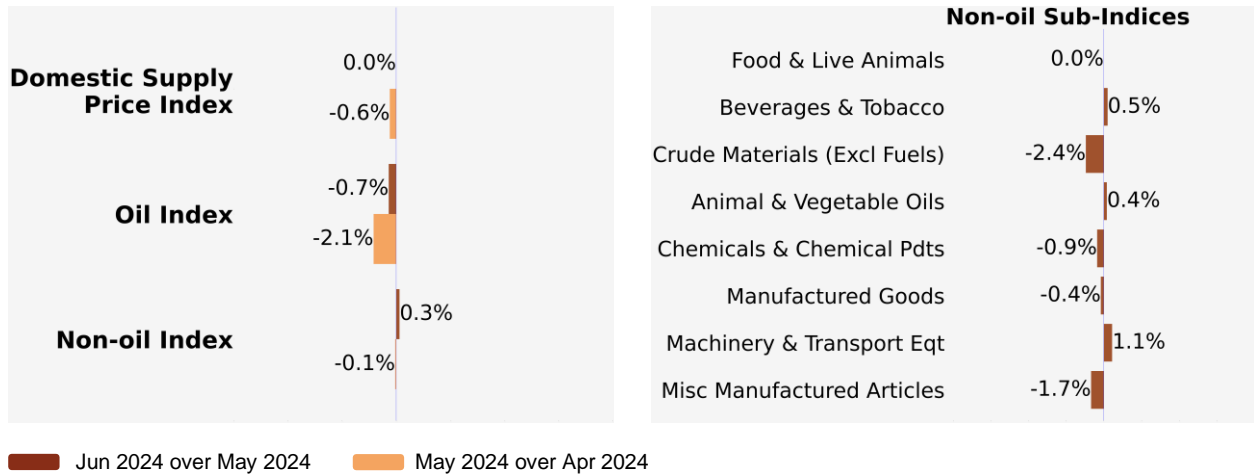 0.0%
Domestic Supply
Price Index
-0.6%
-0.7%
Oil Index
-2.1%
0.3%
Non-oil Index
-0.1%
Non-oil Sub-Indices
Food & Live Animals 0.0%
Beverages & Tobacco 0.5%
Crude Materials (Excl Fuels) -2.4%
Animal & Vegetable Oils 0.4%
Chemicals & Chemical Pdts -0.9%
Manufactured Goods -0.4%
Machinery & Transport Eqt 1.1%
Misc Manufactured Articles -1.7%
Jun 2024 over May 2024 May 2024 over Apr 2024